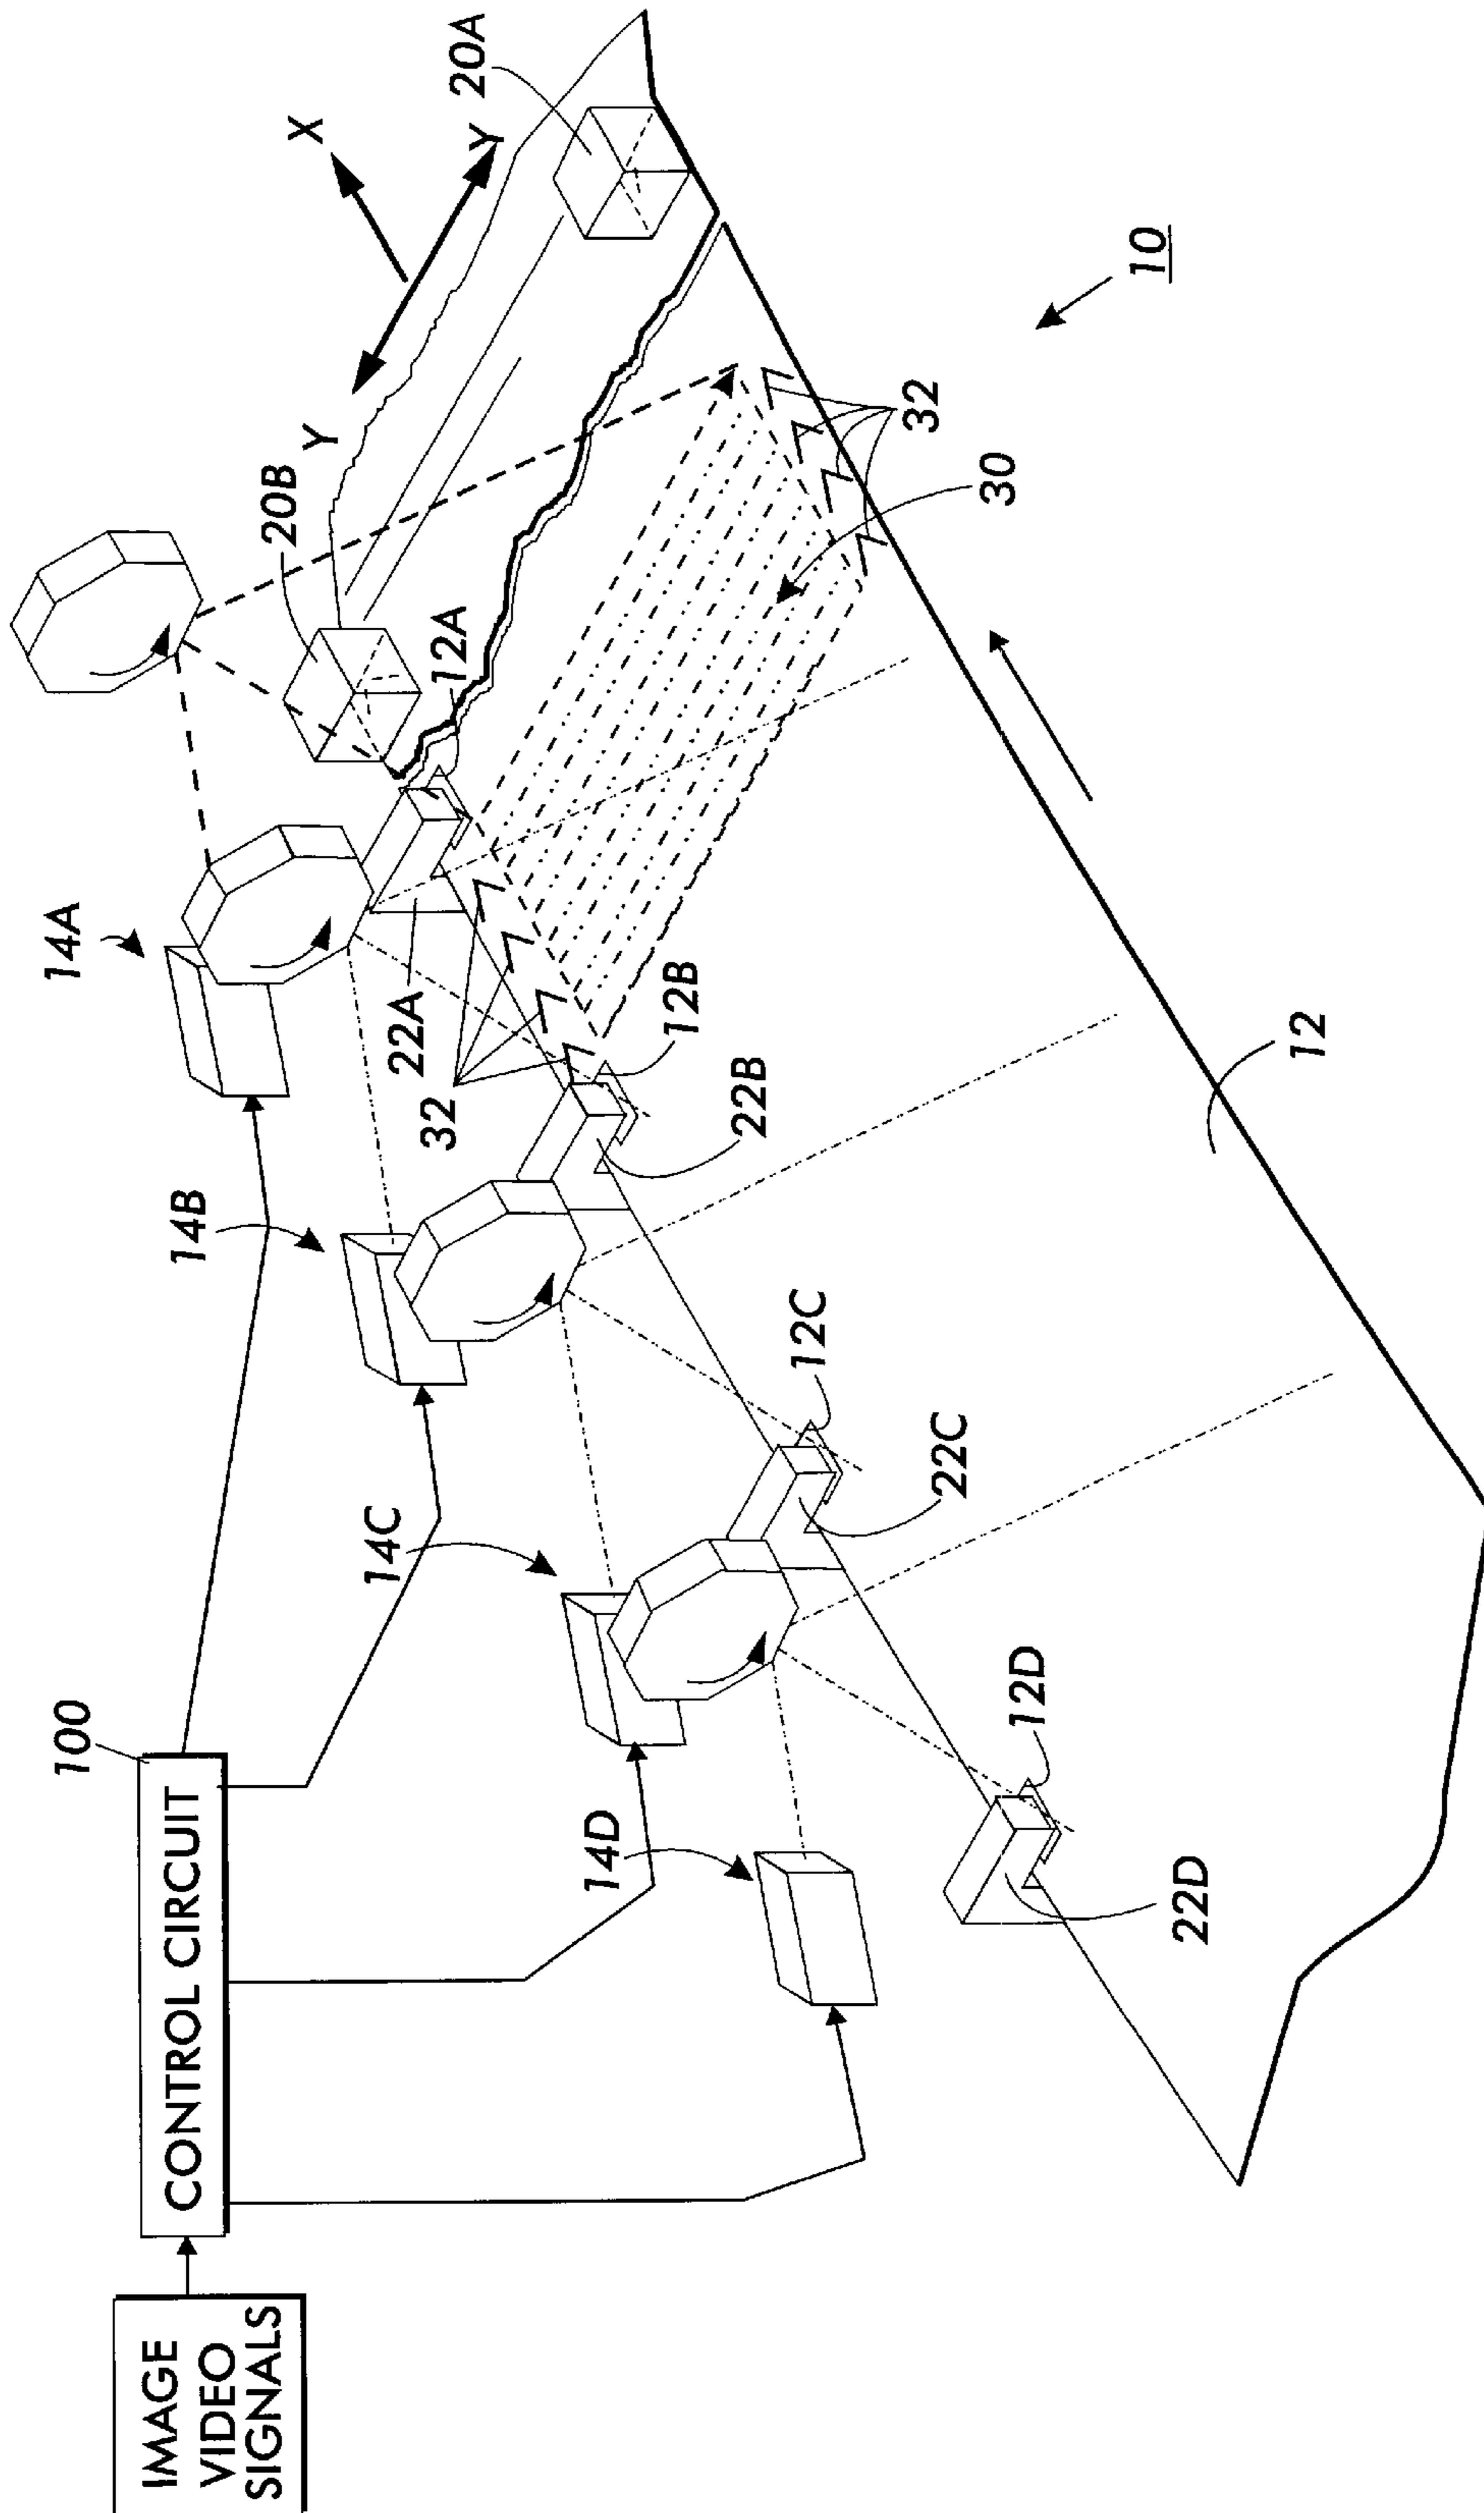 IMAGE
VIDEO
SIGNALS
CONTROL CIRCUIT
100
14A
14B
14C
14D
X
Y
Y
20A
20B
12A
22A
32
12B
22B
12C
22C
12D
22D
32
30
10
12